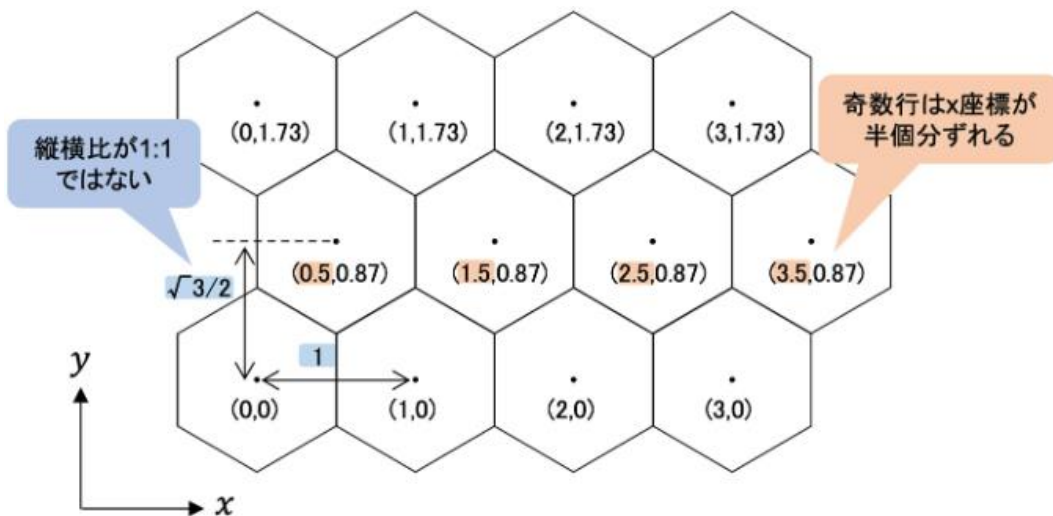 (0,1.73)
(1,1.73)
(2,1.73)
(3,1.73)
奇数行はx座標が
半個分ずれる
縦横比が1:1
ではない
(0.5,0.87)
(1.5,0.87)
(2.5,0.87)
(3.5,0.87)
√3/2
1
y
(0,0)
(1,0)
(2,0)
(3,0)
x